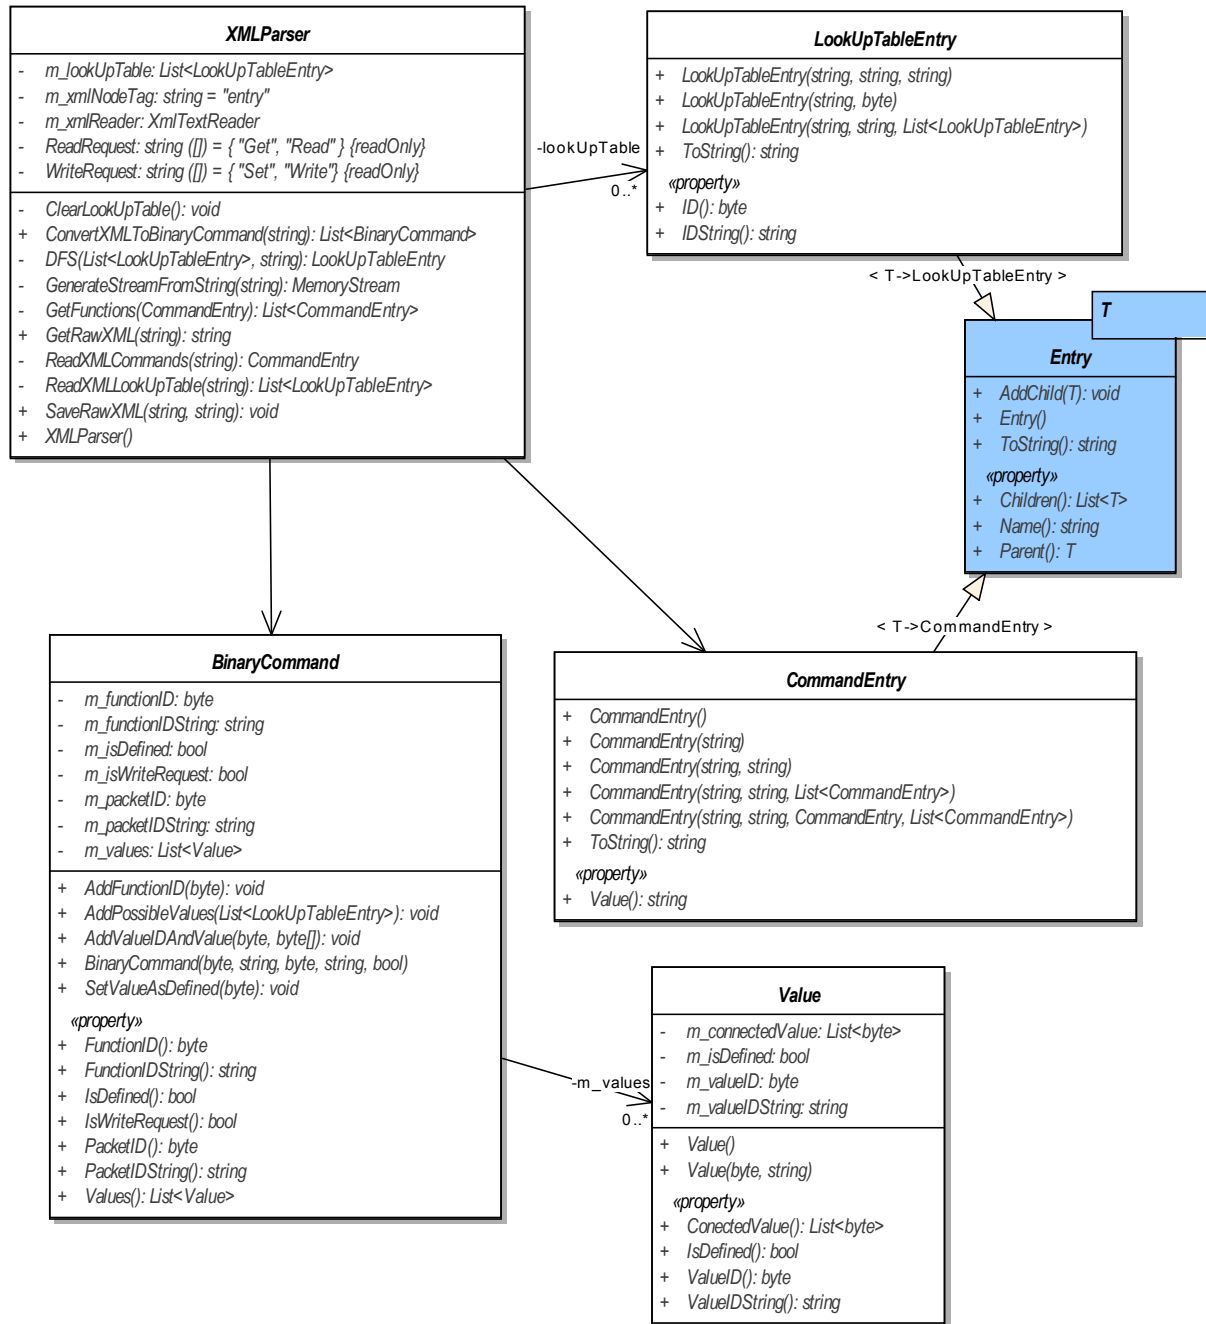 XMLParser
- m_lookUpTable: List<LookUpTableEntry>
- m_xmlNodeTag: string = "entry"
- m_xmlReader: XmlTextReader
- ReadRequest: string ([]) = { "Get", "Read" } {readOnly}
- WriteRequest: string ([]) = { "Set", "Write"} {readOnly}
- ClearLookUpTable(): void
+ ConvertXMLToBinaryCommand(string): List<BinaryCommand>
- DFS(List<LookUpTableEntry>, string): LookUpTableEntry
- GenerateStreamFromString(string): MemoryStream
- GetFunctions(CommandEntry): List<CommandEntry>
+ GetRawXML(string): string
- ReadXMLCommands(string): CommandEntry
- ReadXMLLookUpTable(string): List<LookUpTableEntry>
+ SaveRawXML(string, string): void
+ XMLParser()
-lookUpTable
0..*
LookUpTableEntry
+ LookUpTableEntry(string, string, string)
+ LookUpTableEntry(string, byte)
+ LookUpTableEntry(string, string, List<LookUpTableEntry>)
+ ToString(): string
«property»
+ ID(): byte
+ IDString(): string
< T->LookUpTableEntry >
T
Entry
+ AddChild(T): void
+ Entry()
+ ToString(): string
«property»
+ Children(): List<T>
+ Name(): string
+ Parent(): T
< T->CommandEntry >
BinaryCommand
- m_functionID: byte
- m_functionIDString: string
- m_isDefined: bool
- m_isWriteRequest: bool
- m_packetID: byte
- m_packetIDString: string
- m_values: List<Value>
+ AddFunctionID(byte): void
+ AddPossibleValues(List<LookUpTableEntry>): void
+ AddValueIDAndValue(byte, byte[]): void
+ BinaryCommand(byte, string, byte, string, bool)
+ SetValueAsDefined(byte): void
«property»
+ FunctionID(): byte
+ FunctionIDString(): string
+ IsDefined(): bool
+ IsWriteRequest(): bool
+ PacketID(): byte
+ PacketIDString(): string
+ Values(): List<Value>
CommandEntry
+ CommandEntry()
+ CommandEntry(string)
+ CommandEntry(string, string)
+ CommandEntry(string, string, List<CommandEntry>)
+ CommandEntry(string, string, CommandEntry, List<CommandEntry>)
+ ToString(): string
«property»
+ Value(): string
-m_values
0..*
Value
- m_connectedValue: List<byte>
- m_isDefined: bool
- m_valueID: byte
- m_valueIDString: string
+ Value()
+ Value(byte, string)
«property»
+ ConectedValue(): List<byte>
+ IsDefined(): bool
+ ValueID(): byte
+ ValueIDString(): string